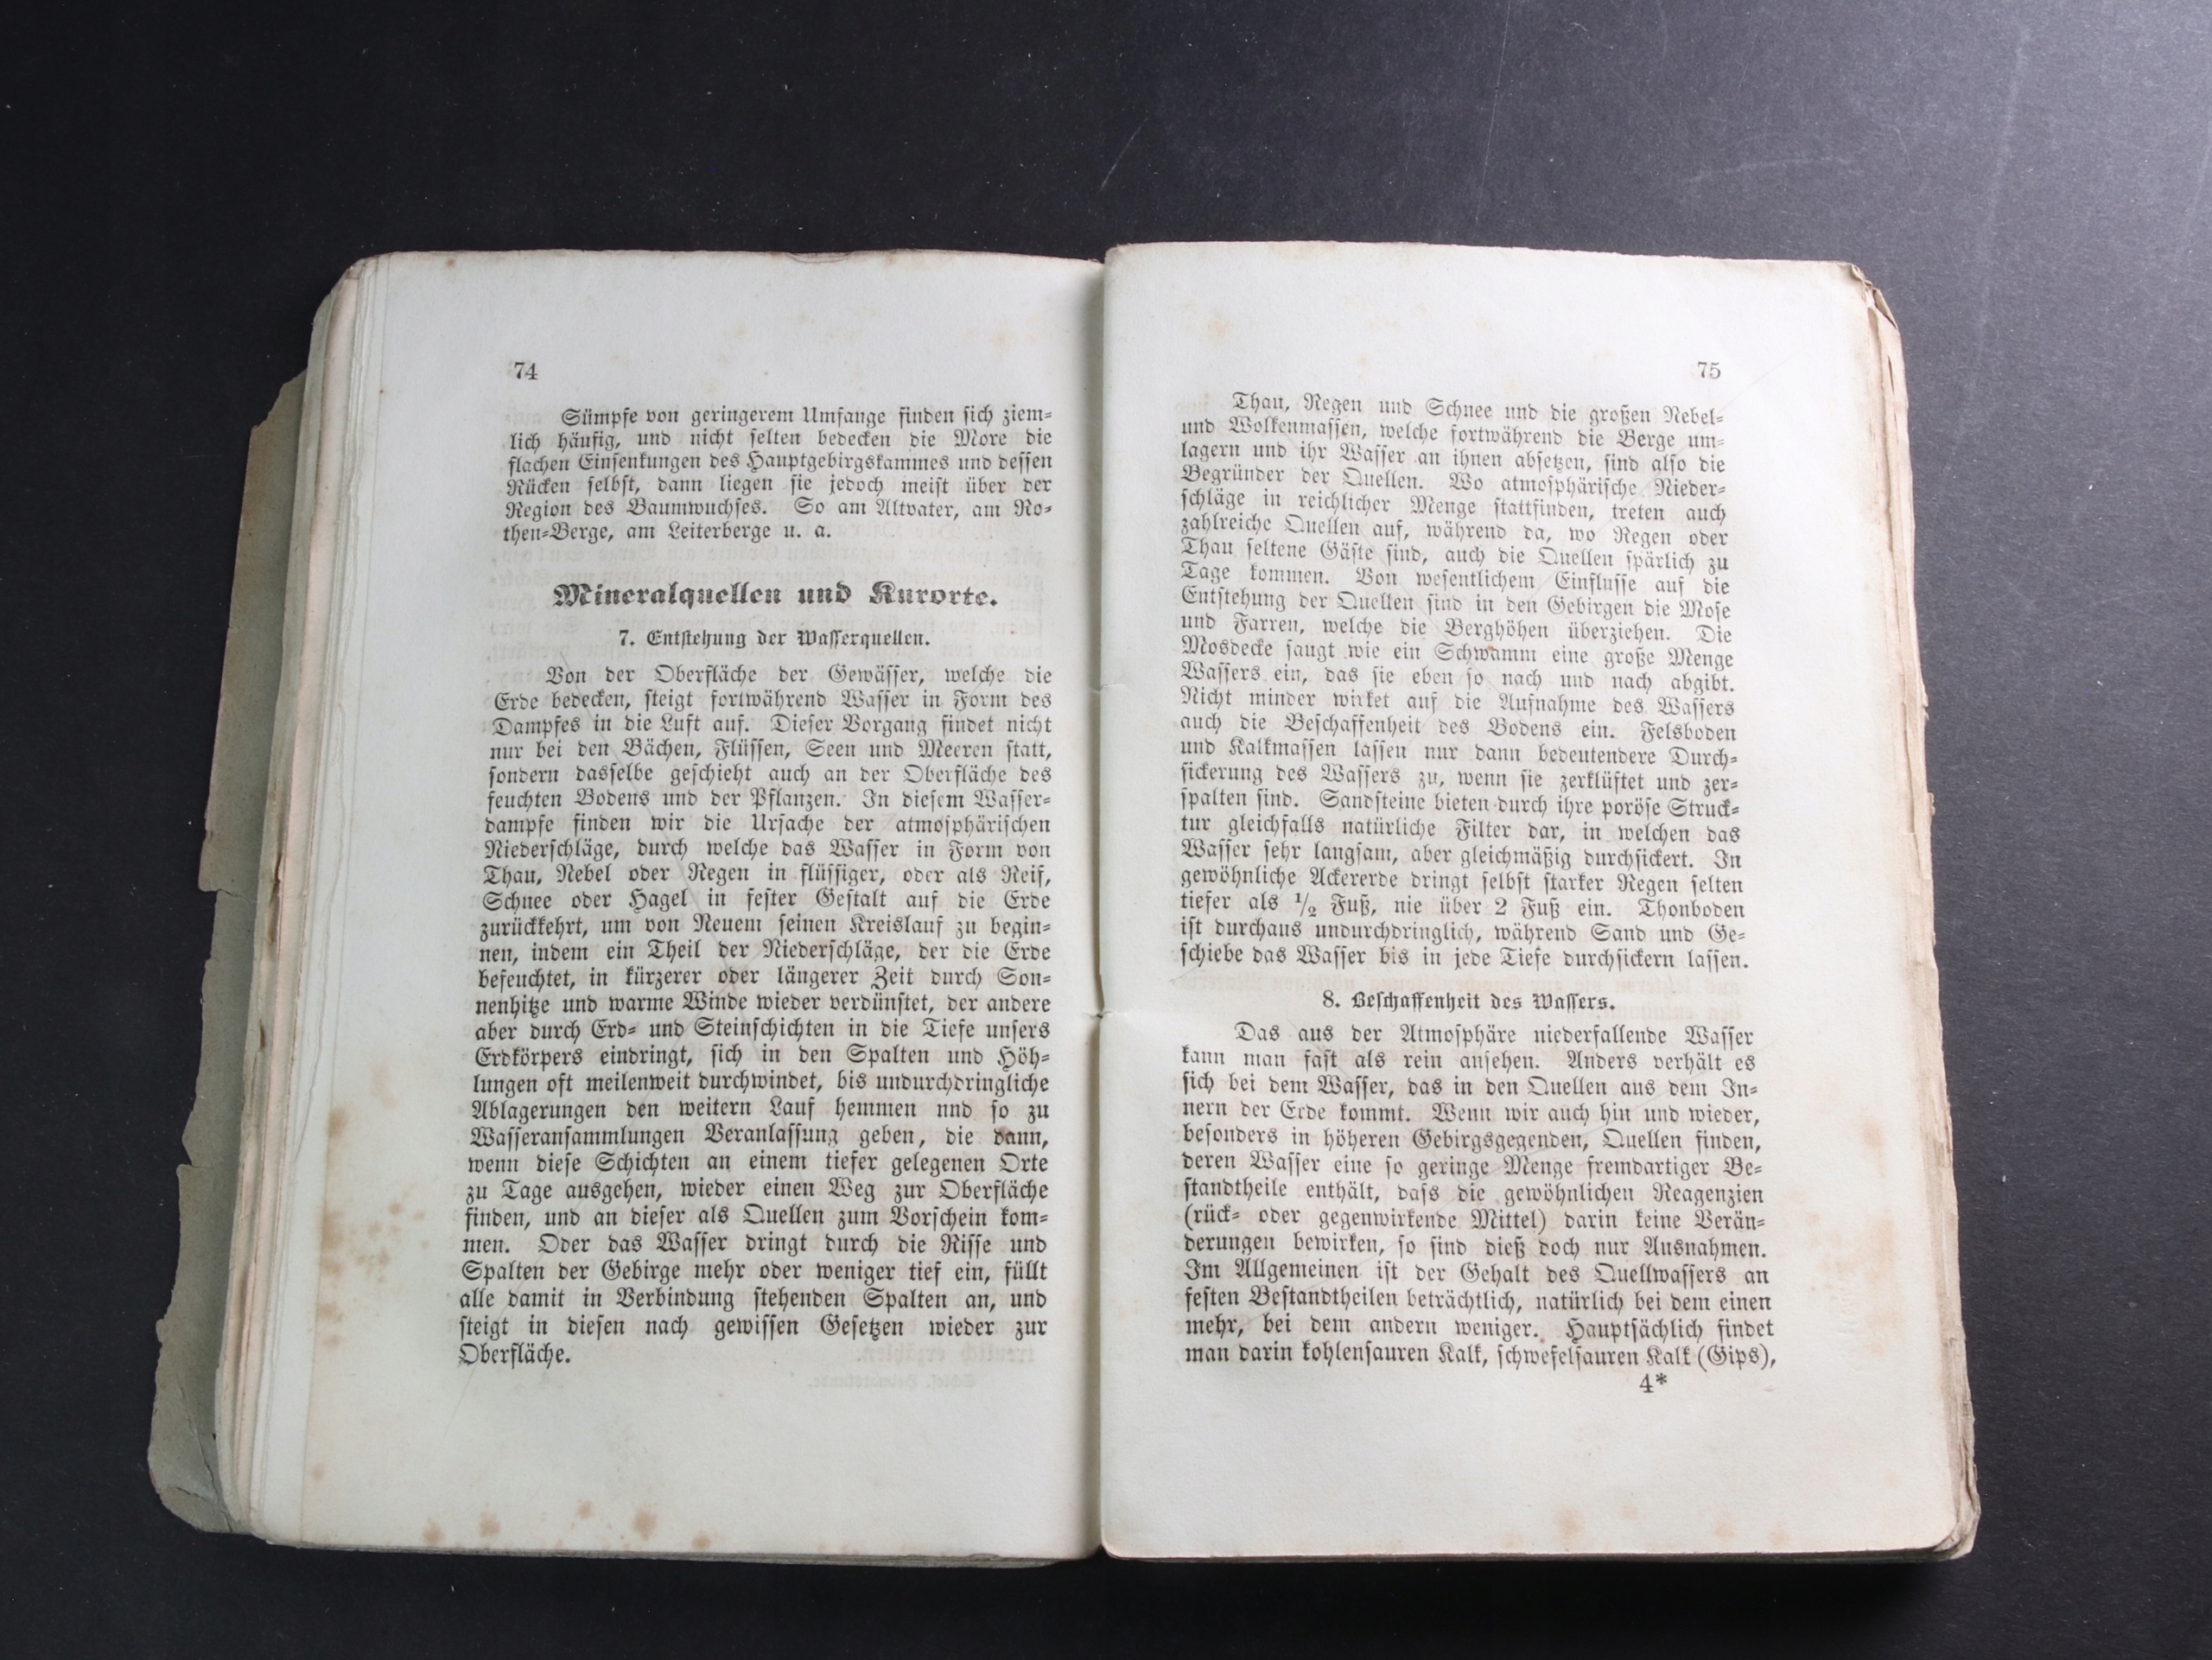 74
Sümpfe von geringerem Umfange finden sich ziem-
lich häufig, und nicht selten bedecken die More die
flachen Einsenkungen des Hauptgebirgskammes und dessen
Rücken selbst, dann liegen sie jedoch meist über der
Region des Baumwuchses. So am Altvater, am Ro-
then-Berge, am Leiterberge u. a.
Mineralquellen und Kurorte.
7. Entstehung der Wasserquellen.
Von der Oberfläche der Gewässer, welche die
Erde bedecken, steigt fortwährend Wasser in Form des
Dampfes in die Luft auf. Dieser Vorgang findet nicht
nur bei den Bächen, Flüssen, Seen und Meeren statt,
sondern dasselbe geschieht auch an der Oberfläche des
feuchten Bodens und der Pflanzen. In diesem Wasser-
dampfe finden wir die Ursache der atmosphärischen
Niederschläge, durch welche das Wasser in Form von
Thau, Nebel oder Regen in flüssiger, oder als Reif,
Schnee oder Hagel in fester Gestalt auf die Erde
zurückkehrt, um von Neuem seinen Kreislauf zu begin-
nen, indem ein Theil der Niederschläge, der die Erde
befeuchtet, in kürzerer oder längerer Zeit durch Son-
nenhitze und warme Winde wieder verdünstet, der andere
aber durch Erd- und Steinschichten in die Tiefe unsers
Erdkörpers eindringt, sich in den Spalten und Höh-
lungen oft meilenweit durchwindet, bis undurchdringliche
Ablagerungen den weitern Lauf hemmen nnd so zu
Wasseransammlungen Veranlassung geben, die dann,
wenn diese Schichten an einem tiefer gelegenen Orte
zu Tage ausgehen, wieder einen Weg zur Oberfläche
finden, und an dieser als Quellen zum Vorschein kom-
men. Oder das Wasser dringt durch die Risse und
Spalten der Gebirge mehr oder weniger tief ein, füllt
alle damit in Verbindung stehenden Spalten an, und
steigt in diesen nach gewissen Gesetzen wieder zur
Oberfläche.
75
Thau, Regen und Schnee und die großen Nebel-
und Wolkenmassen, welche fortwährend die Berge um-
lagern und ihr Wasser an ihnen absetzen, sind also die
Begründer der Quellen. Wo atmosphärische Nieder-
schläge in reichlicher Menge stattfinden, treten auch
zahlreiche Quellen auf, während da, wo Regen oder
Thau seltene Gäste sind, auch die Quellen spärlich zu
Tage kommen. Von wesentlichem Einflusse auf die
Entstehung der Quellen sind in den Gebirgen die Mose
und Farren, welche die Berghöhen überziehen. Die
Mosdecke saugt wie ein Schwamm eine große Menge
Wassers ein, das sie eben so nach und nach abgibt.
Nicht minder wirket auf die Aufnahme des Wassers
auch die Beschaffenheit des Bodens ein. Felsboden
und Kalkmassen lassen nur dann bedeutendere Durch-
sickerung des Wassers zu, wenn sie zerklüftet und zer-
spalten sind. Sandsteine bieten durch ihre poröse Struck-
tur gleichfalls natürliche Filter dar, in welchen das
Wasser sehr langsam, aber gleichmäßig durchsickert. In
gewöhnliche Ackererde dringt selbst starker Regen selten
tiefer als 1/2 Fuß, nie über 2 Fuß ein. Thonboden
ist durchaus undurchdringlich, während Sand und Ge-
schiebe das Wasser bis in jede Tiefe durchsickern lassen.
8. Beschaffenheit des Wassers.
Das aus der Atmosphäre niederfallende Wasser
kann man fast als rein ansehen. Anders verhält es
sich bei dem Wasser, das in den Quellen aus dem In-
nern der Erde kommt. Wenn wir auch hin und wieder,
besonders in höheren Gebirgsgegenden, Quellen finden,
deren Wasser eine so geringe Menge fremdartiger Be-
standtheile enthält, dass die gewöhnlichen Reagenzien
(rück- oder gegenwirkende Mittel) darin keine Verän-
derungen bewirken, so sind dieß doch nur Ausnahmen.
Im Allgemeinen ist der Gehalt des Quellwassers an
festen Bestandtheilen beträchtlich, natürlich bei dem einen
mehr, bei dem andern weniger. Hauptsächlich findet
man darin kohlensauren Kalk, schwefelsauren Kalk (Gips),
4*